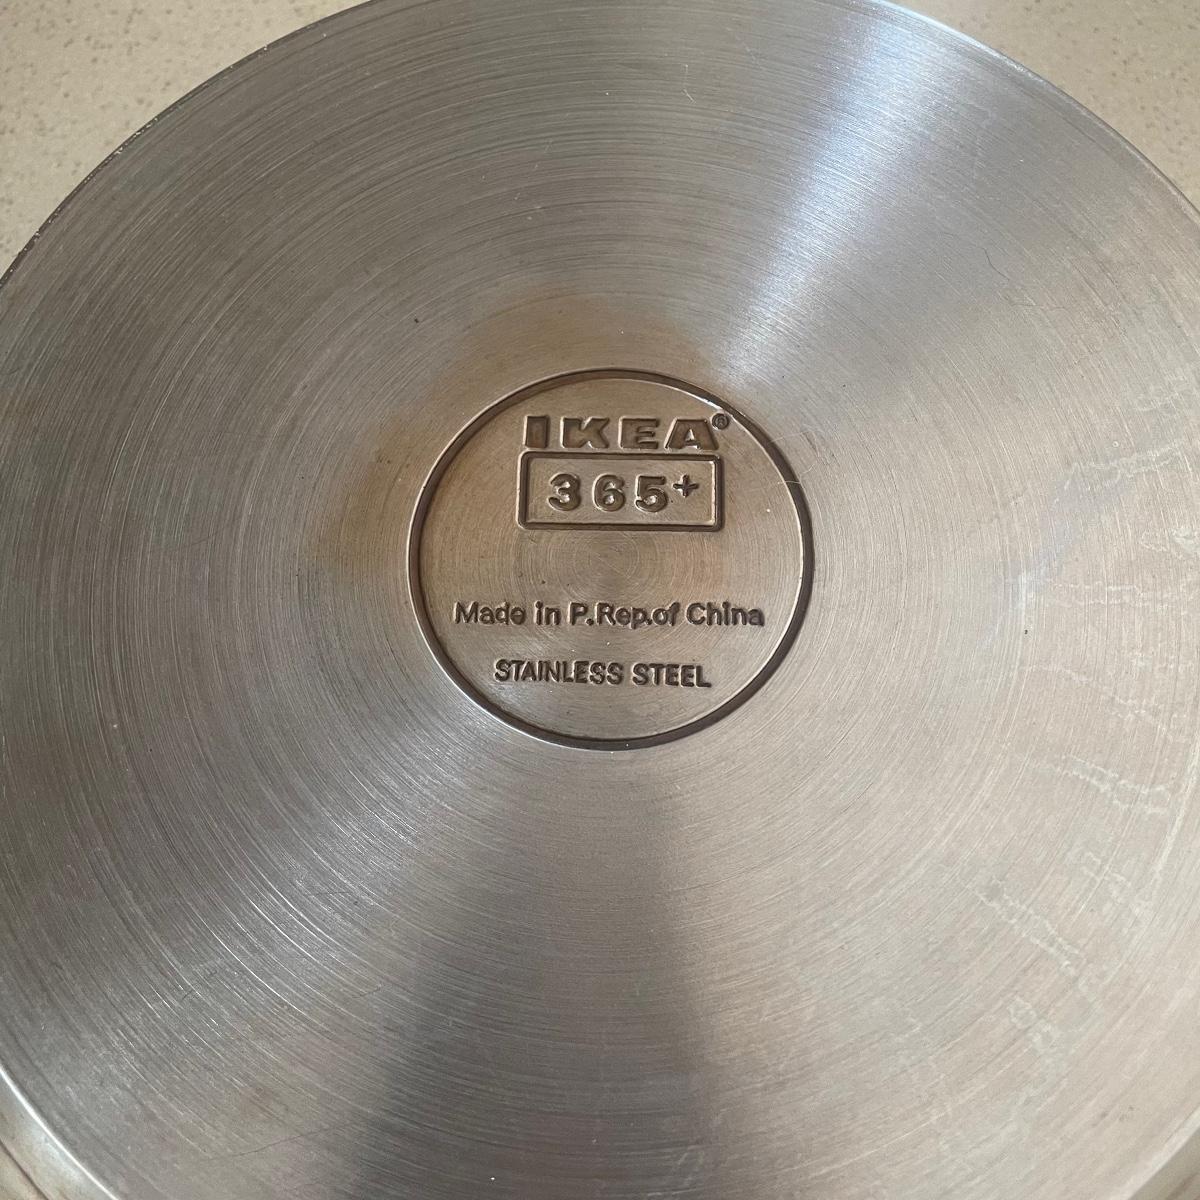 IKEA®
365+
Made in P.Rep.of China
STAINLESS STEEL